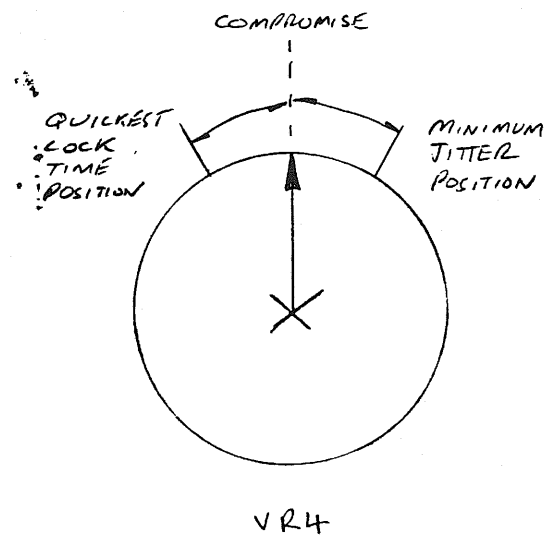 COMPROMISE
QUICKEST
LOCK
TIME
POSITION
MINIMUM
JITTER
POSITION
VR4